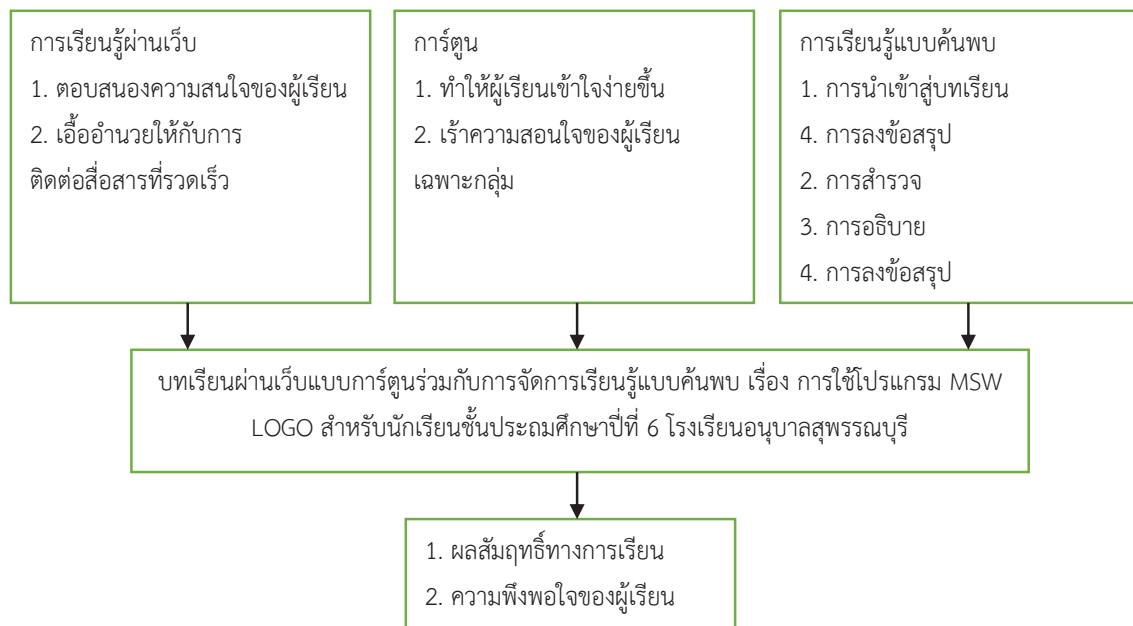 การเรียนรู้ผ่านเว็บ
1. ตอบสนองความสนใจของผู้เรียน
2. เอื้ออำนวยให้กับการ
ติดต่อสื่อสารที่รวดเร็ว
การ์ตูน
1. ทำให้ผู้เรียนเข้าใจง่ายขึ้น
2. เร้าความสอนใจของผู้เรียน
เฉพาะกลุ่ม
การเรียนรู้แบบค้นพบ
1. การนำเข้าสู่บทเรียน
4. การลงข้อสรุป
2. การสำรวจ
3. การอธิบาย
4. การลงข้อสรุป
บทเรียนผ่านเว็บแบบการ์ตูนร่วมกับการจัดการเรียนรู้แบบค้นพบ เรื่อง การใช้โปรแกรม MSW
LOGO สำหรับนักเรียนชั้นประถมศึกษาปีที่ 6 โรงเรียนอนุบาลสุพรรณบุรี
1. ผลสัมฤทธิ์ทางการเรียน
2. ความพึงพอใจของผู้เรียน